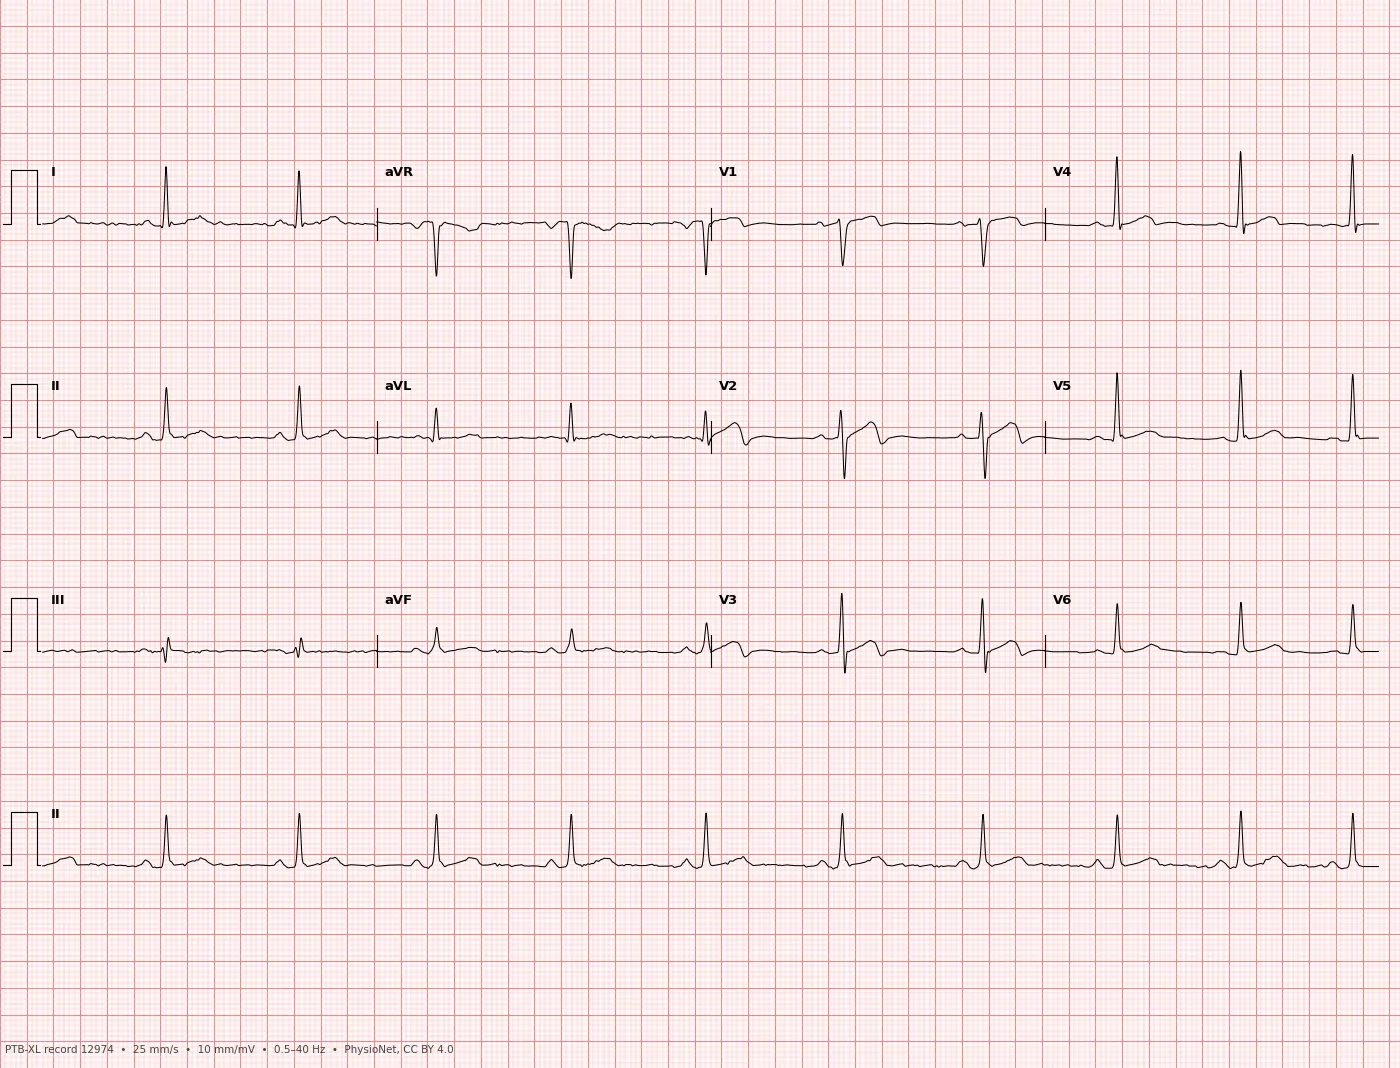 I aVR V1 V4
II aVL V2 V5
III aVF V3 V6
II
PTB-XL record 12974 • 25 mm/s • 10 mm/mV • 0.5–40 Hz • PhysioNet, CC BY 4.0